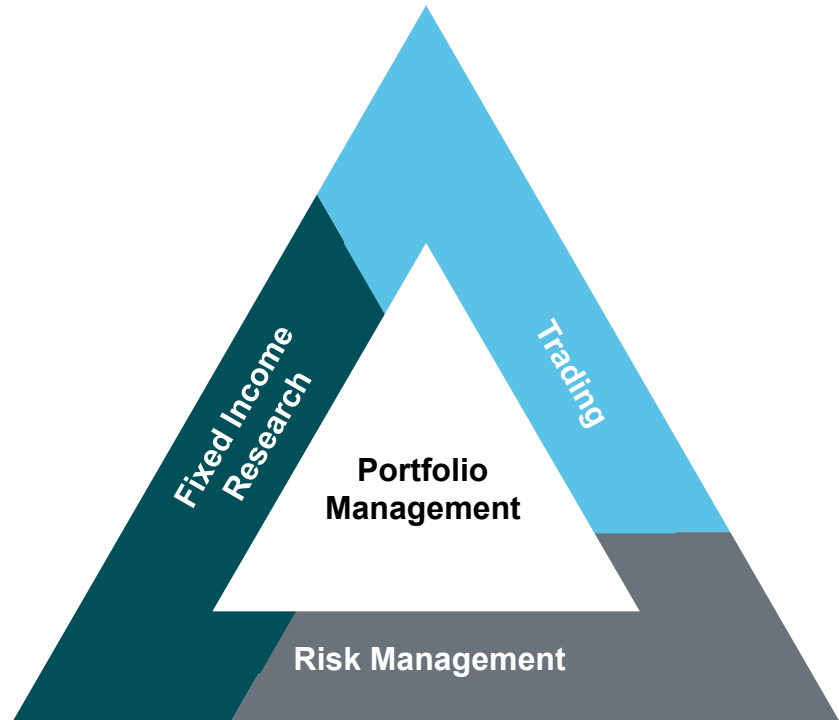 Fixed Income
Research
Trading
Portfolio
Management
Risk Management